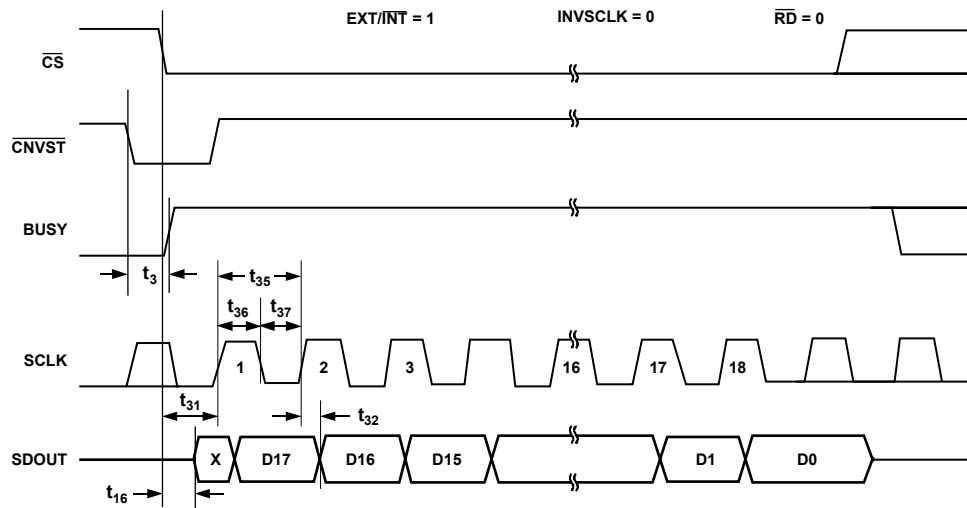 EXT/INT = 1 INVSCLK = 0 RD = 0
CS
CNVST
BUSY
t3
t35
t36 t37
SCLK 1 2 3 16 17 18
t31
t32
SDOUT X D17 D16 D15 D1 D0
t16